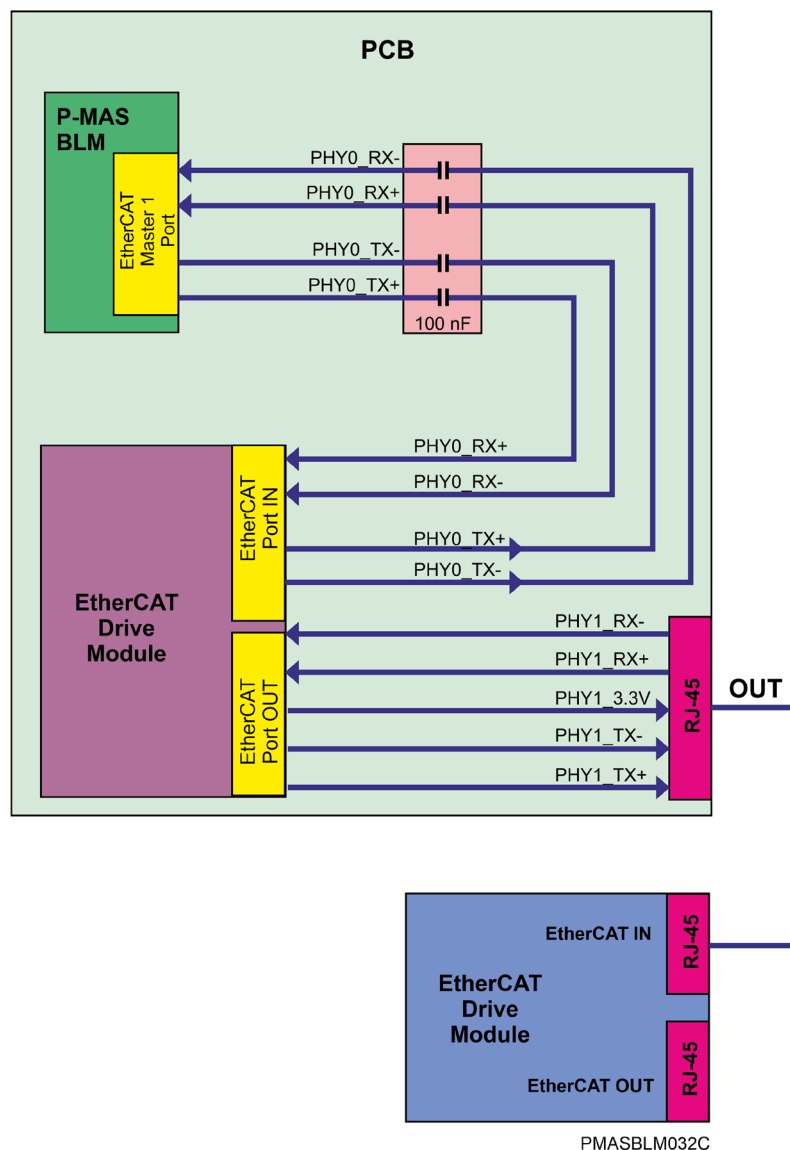 PCB
P-MAS
BLM
EtherCAT
Master 1
Port
PHY0_RX-
PHY0_RX+
PHY0_TX-
PHY0_TX+
100 nF
EtherCAT
Drive
Module
EtherCAT
Port IN
PHY0_RX+
PHY0_RX-
PHY0_TX+
PHY0_TX-
EtherCAT
Port OUT
PHY1_RX-
PHY1_RX+
PHY1_3.3V
PHY1_TX-
PHY1_TX+
RJ-45
OUT
EtherCAT IN
RJ-45
EtherCAT
Drive
Module
EtherCAT OUT
RJ-45
PMASBLM032C